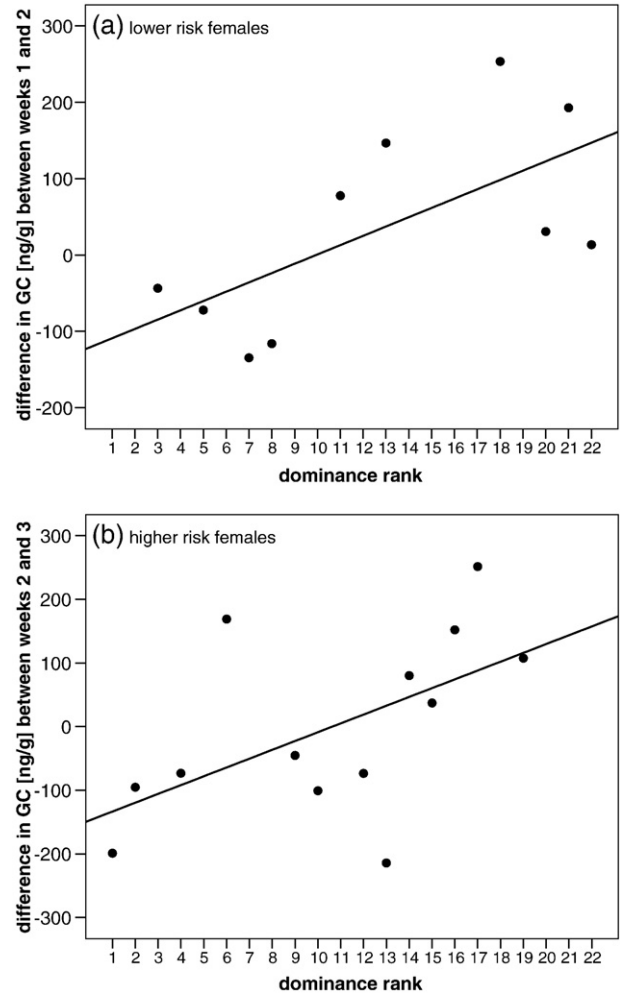 (a) lower risk females
difference in GC [ng/g] between weeks 1 and 2
300
200
100
0
-100
-200
1 2 3 4 5 6 7 8 9 10 11 12 13 14 15 16 17 18 19 20 21 22
dominance rank
(b) higher risk females
difference in GC [ng/g] between weeks 2 and 3
300
200
100
0
-100
-200
-300
1 2 3 4 5 6 7 8 9 10 11 12 13 14 15 16 17 18 19 20 21 22
dominance rank